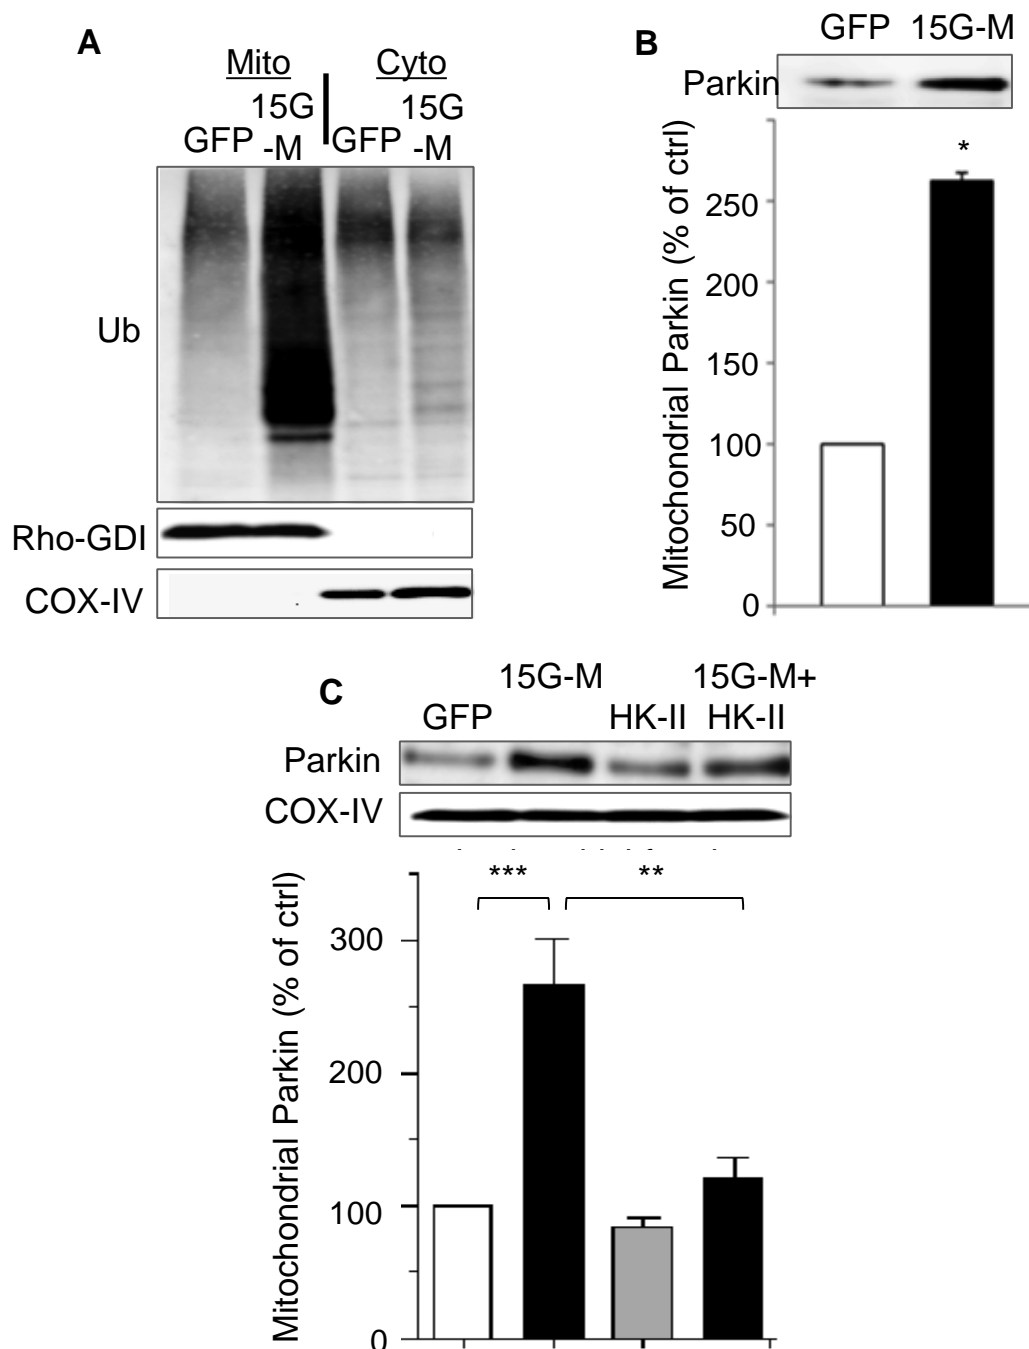 A
Mito Cyto
15G 15G
GFP -M GFP -M
Ub
Rho-GDI
COX-IV
B
GFP 15G-M
Parkin
*
Mitochondrial Parkin (% of ctrl)
250
200
150
100
50
0
C
15G-M 15G-M+
GFP HK-II HK-II
Parkin
COX-IV
*** **
Mitochondrial Parkin (% of ctrl)
300
200
100
0